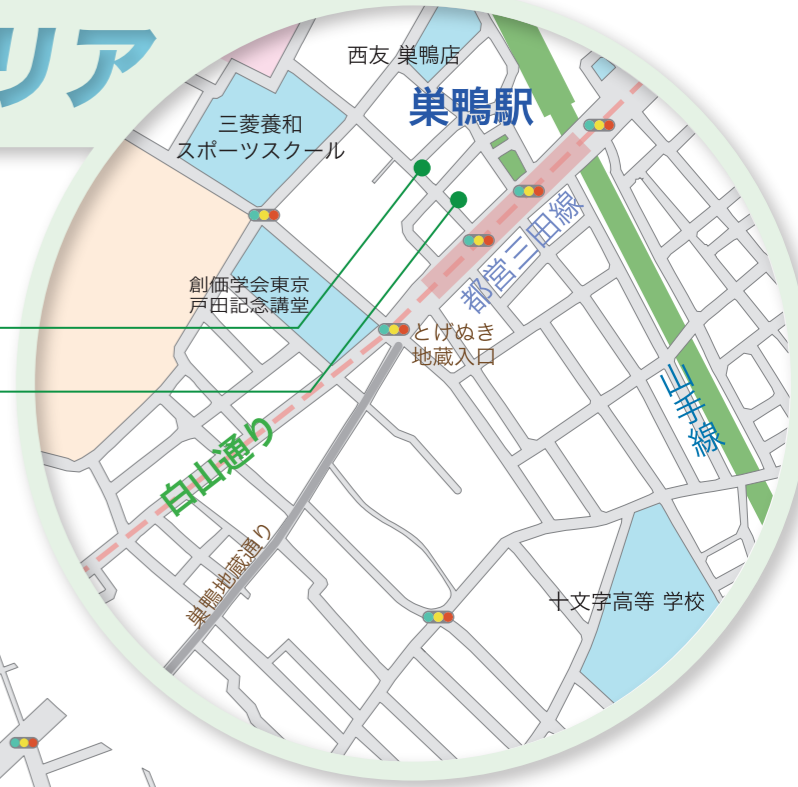 リア
西友 巣鴨店
巣鴨駅
三菱養和
スポーツスクール
都営三田線
創価学会東京
戸田記念講堂
とげぬき
地蔵入口
山手線
白山通り
巣鴨地蔵通り
十文字高等 学校